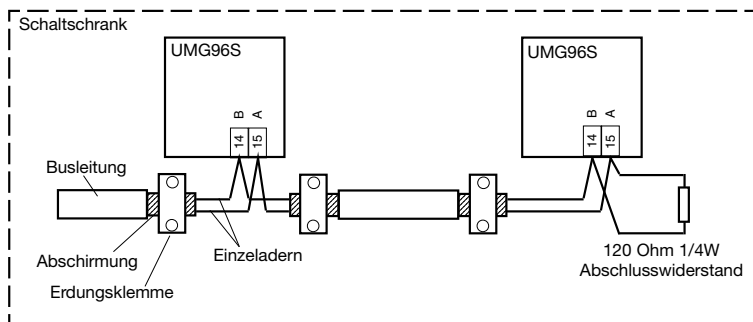 Schaltschrank
UMG96S
B A
14 15
UMG96S
B A
14 15
Busleitung
Abschirmung
Erdungsklemme
Einzeladern
120 Ohm 1/4W
Abschlusswiderstand